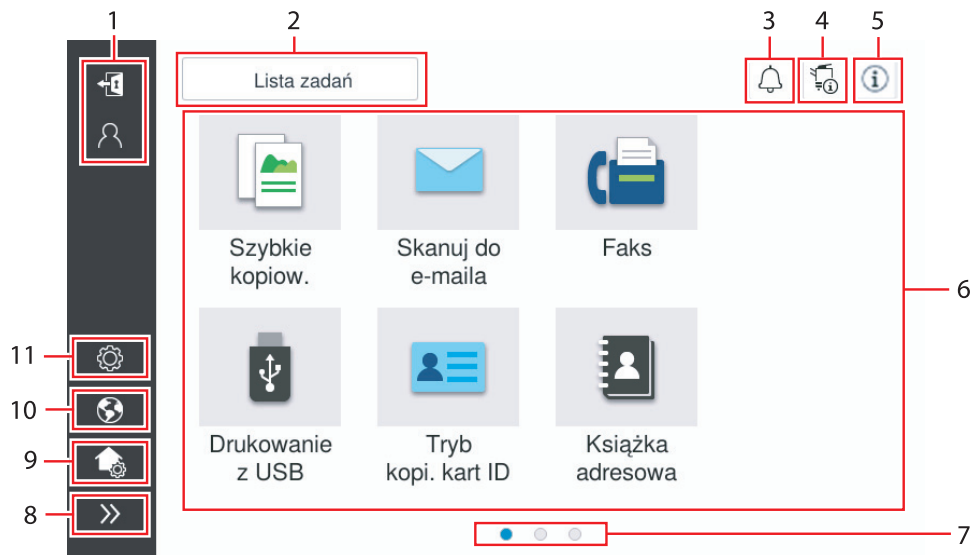 1
2
3
4
5
Lista zadań
Szybkie
kopiow.
Skanuj do
e-maila
Faks
6
11
10
9
8
Drukowanie
z USB
Tryb
kopi. kart ID
Książka
adresowa
7